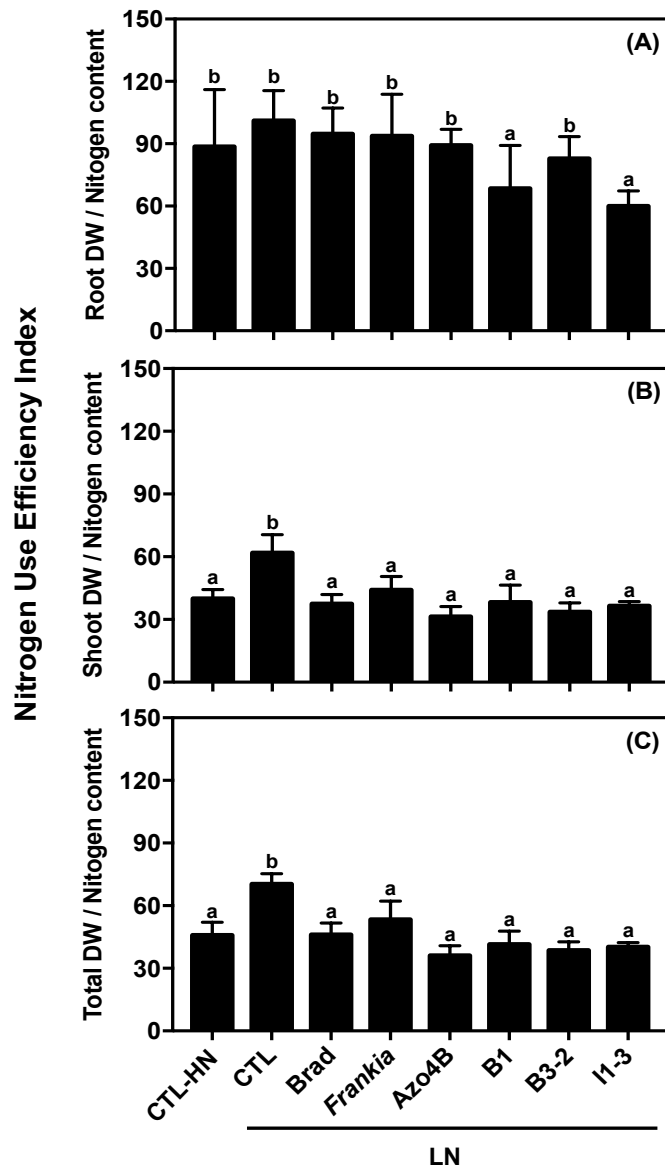 Nitrogen Use Efficiency Index
Root DW / Nitogen content
150
120
90
60
30
0
(A)
b b b b b a b a
Shoot DW / Nitogen content
150
120
90
60
30
0
(B)
a b a a a a a a
Total DW / Nitogen content
150
120
90
60
30
0
(C)
a b a a a a a a
CTL-HN CTL Brad Frankia Azo4B B1 B3-2 I1-3
LN